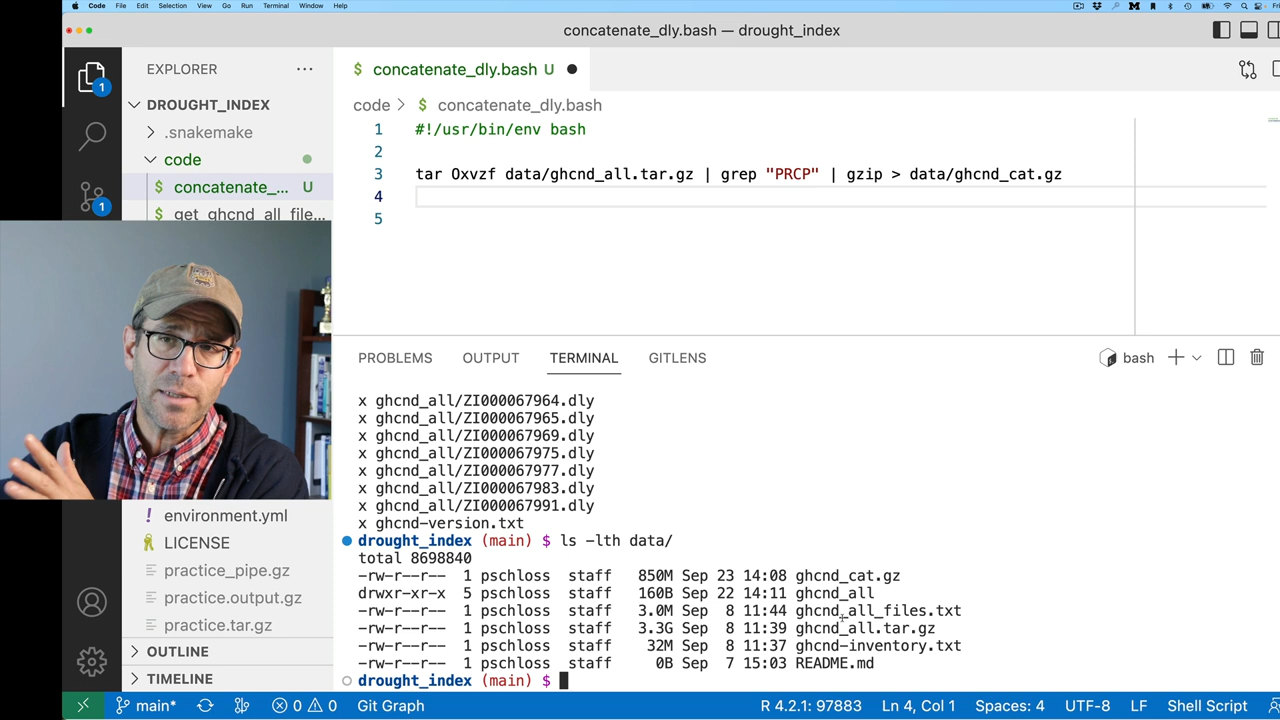 Code File Edit Selection View Go Run Terminal Window Help
concatenate_dly.bash — drought_index
EXPLORER
concatenate_dly.bash U
DROUGHT_INDEX
code > $ concatenate_dly.bash
.snakemake
1 #!/usr/bin/env bash
code
2
3 tar Oxvzf data/ghcnd_all.tar.gz | grep "PRCP" | gzip > data/ghcnd_cat.gz
$ concatenate_... U
4
1
$ get_ghcnd_all_file...
5
PROBLEMS OUTPUT TERMINAL GITLENS
bash
x ghcnd_all/ZI000067964.dly
x ghcnd_all/ZI000067965.dly
x ghcnd_all/ZI000067969.dly
x ghcnd_all/ZI000067975.dly
x ghcnd_all/ZI000067977.dly
x ghcnd_all/ZI000067983.dly
x ghcnd_all/ZI000067991.dly
x ghcnd-version.txt
drought_index (main) $ ls -lth data/
total 8698840
-rw-r--r-- 1 pschloss staff 850M Sep 23 14:08 ghcnd_cat.gz
drwxr-xr-x 5 pschloss staff 160B Sep 22 14:11 ghcnd_all
-rw-r--r-- 1 pschloss staff 3.0M Sep 8 11:44 ghcnd_all_files.txt
-rw-r--r-- 1 pschloss staff 3.3G Sep 8 11:39 ghcnd_all.tar.gz
-rw-r--r-- 1 pschloss staff 32M Sep 8 11:37 ghcnd-inventory.txt
-rw-r--r-- 1 pschloss staff 0B Sep 7 15:03 README.md
drought_index (main) $
! environment.yml
LICENSE
practice_pipe.gz
practice.output.gz
practice.tar.gz
OUTLINE
TIMELINE
main* 0 0 Git Graph R 4.2.1: 97883 Ln 4, Col 1 Spaces: 4 UTF-8 LF Shell Script